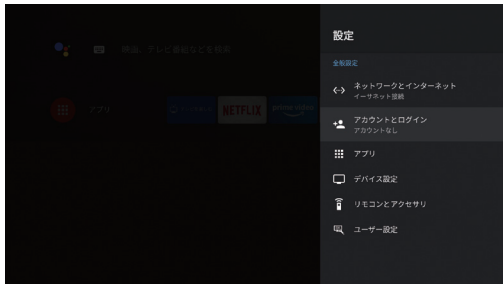 映画、テレビ番組などを検索
アプリ
NETFLIX
prime video
設定
全般設定
ネットワークとインターネット
イーサネット接続
アカウントとログイン
アカウントなし
アプリ
デバイス設定
リモコンとアクセサリ
ユーザー設定